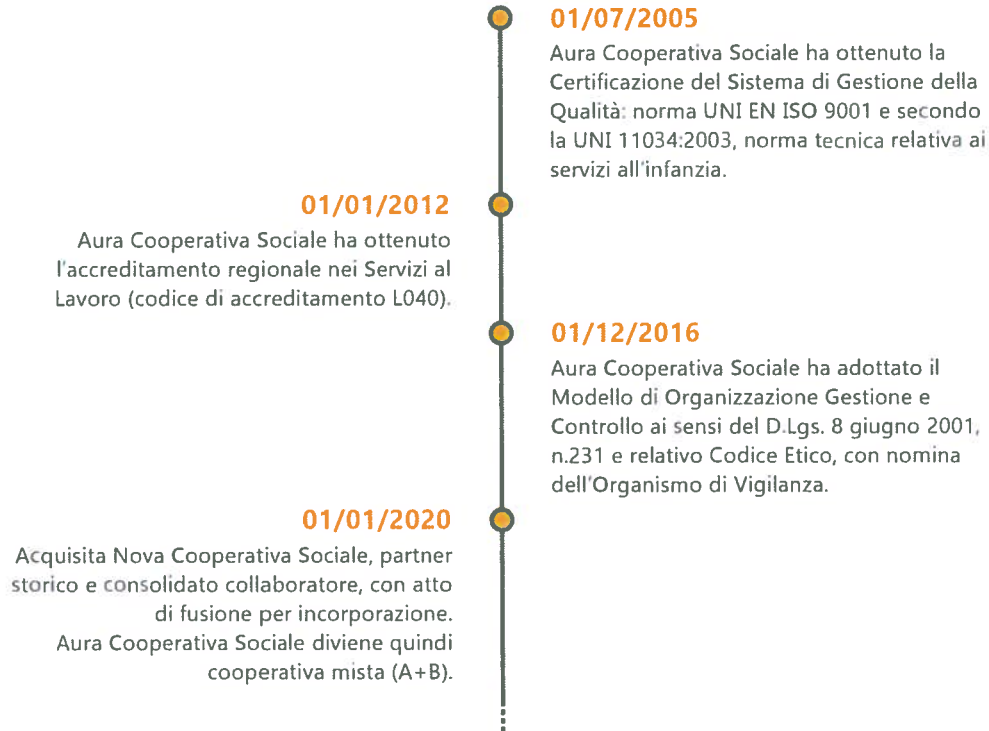 01/07/2005
Aura Cooperativa Sociale ha ottenuto la
Certificazione del Sistema di Gestione della
Qualità: norma UNI EN ISO 9001 e secondo
la UNI 11034:2003, norma tecnica relativa ai
servizi all'infanzia.
01/01/2012
Aura Cooperativa Sociale ha ottenuto
l'accreditamento regionale nei Servizi al
Lavoro (codice di accreditamento L040).
01/12/2016
Aura Cooperativa Sociale ha adottato il
Modello di Organizzazione Gestione e
Controllo ai sensi del D.Lgs. 8 giugno 2001,
n.231 e relativo Codice Etico, con nomina
dell'Organismo di Vigilanza.
01/01/2020
Acquisita Nova Cooperativa Sociale, partner
storico e consolidato collaboratore, con atto
di fusione per incorporazione.
Aura Cooperativa Sociale diviene quindi
cooperativa mista (A+B).